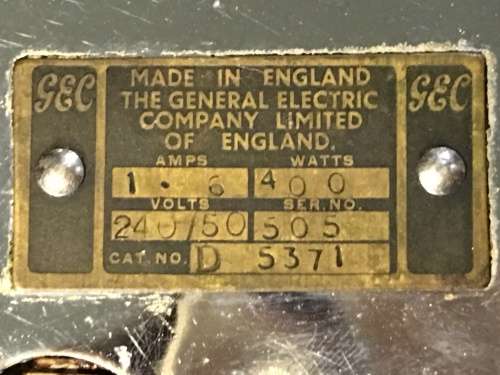 GEC GEC
MADE IN ENGLAND
THE GENERAL ELECTRIC
COMPANY LIMITED
OF ENGLAND.
AMPS WATTS
1.6 400
VOLTS SER. NO.
240/50 505
CAT. NO. D 5371